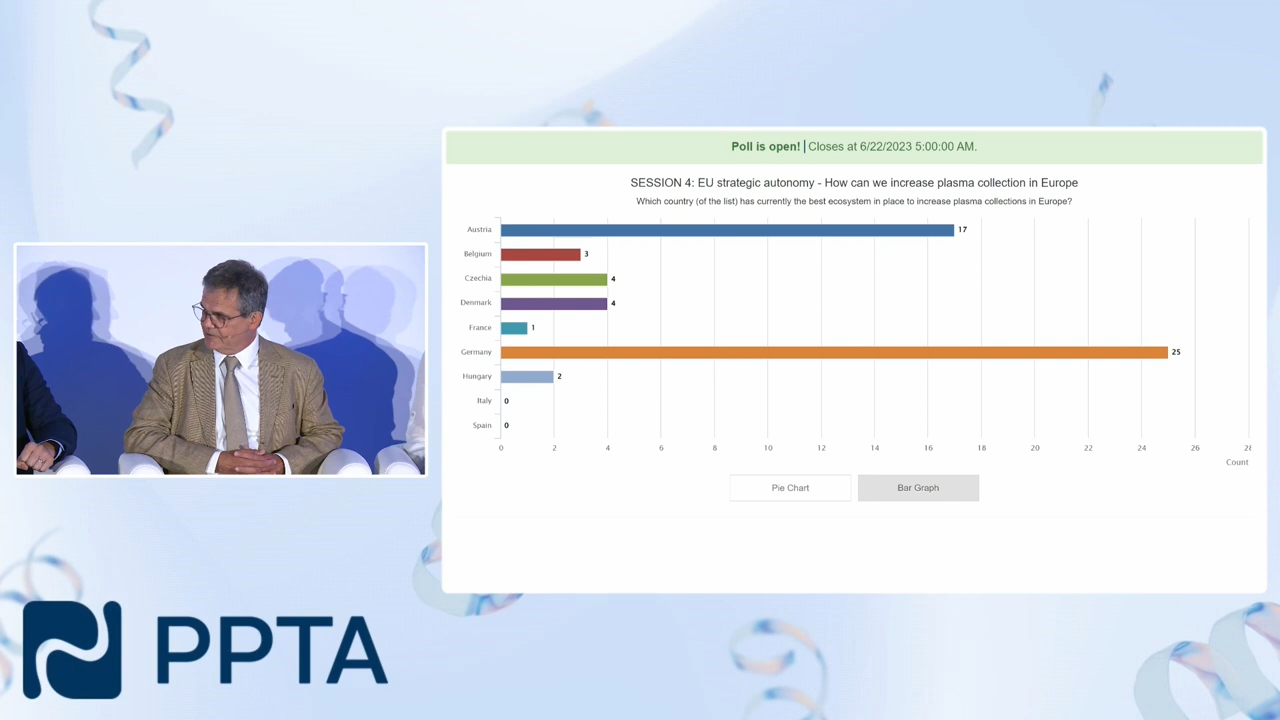 Poll is open! Closes at 6/22/2023 5:00:00 AM.
SESSION 4: EU strategic autonomy - How can we increase plasma collection in Europe
Which country (of the list) has currently the best ecosystem in place to increase plasma collections in Europe?
Austria 17
Belgium 3
Czechia 4
Denmark 4
France 1
Germany 25
Hungary 2
Italy 0
Spain 0
0 2 4 6 8 10 12 14 16 18 20 22 24 26
Count
Pie Chart Bar Graph
PPTA